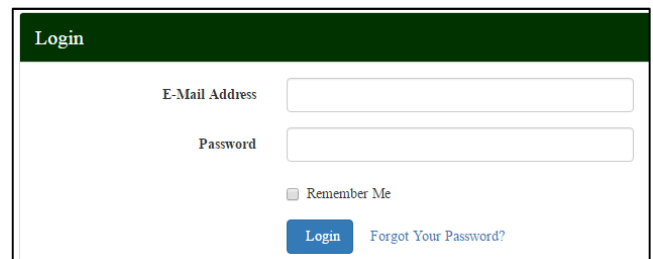 Login
E-Mail Address
Password
Remember Me
Login Forgot Your Password?